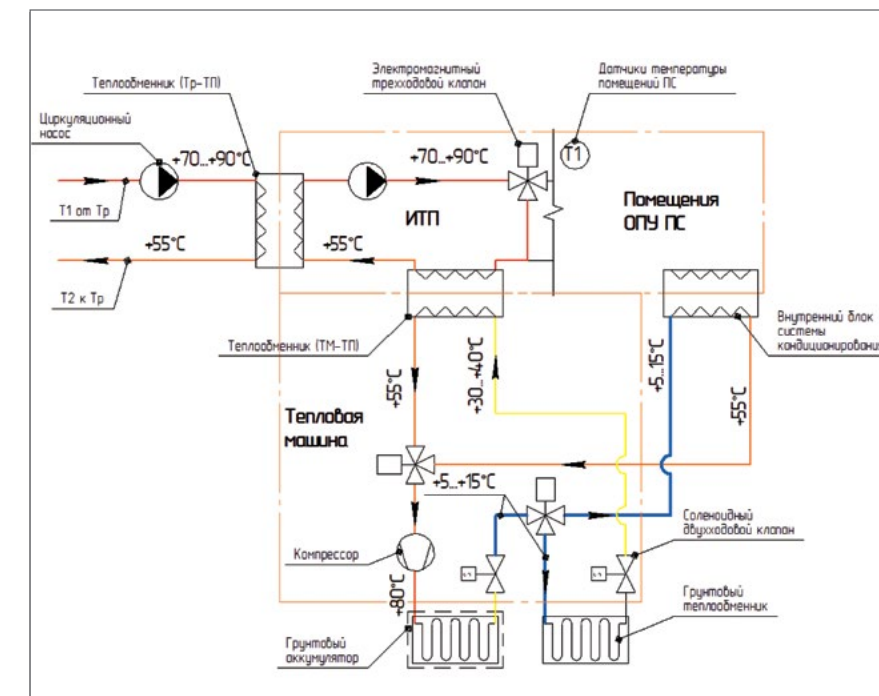 Электромагнитный
трехходовой клапан
Датчики температуры
помещений ПС
Теплообменник (Тр-ТП)
Циркуляционный
насос
+70...+90°С
+70...+90°С
Т1
Т1 от Тр
ИТП
Помещения
ОПУ ПС
+55°С
+55°С
Т2 к Тр
Теплообменник (ТМ-ТП)
Внутренний блок
системы
кондиционирования
+55°С
+30...+40°С
+5...15°С
+55°С
Тепловая
машина
+5...+15°С
Соленоидный
двухходовой клапан
Компрессор
+80°С
Грунтовый
теплообменник
Грунтовый
аккумулятор